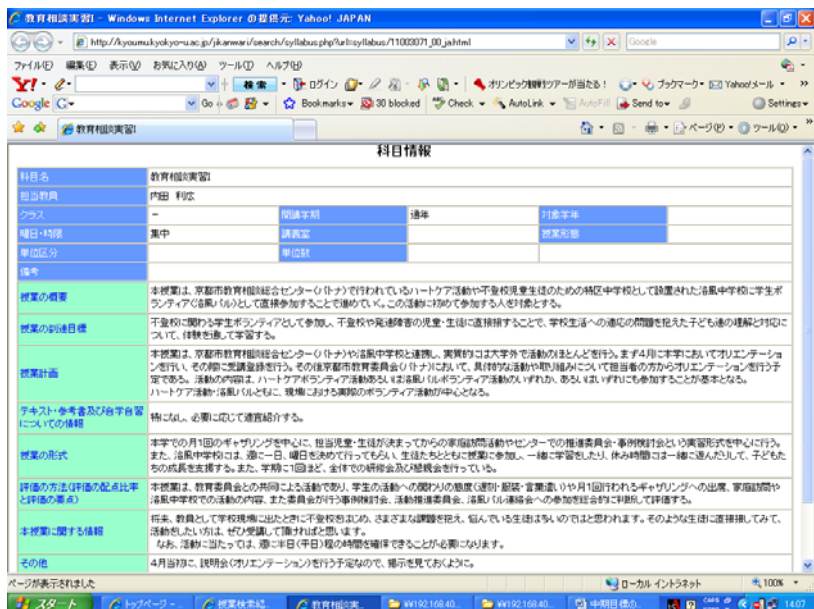 教育相談実習I - Windows Internet Explorer の提供元: Yahoo! JAPAN
http://kyoumu.kyokyo-u.ac.jp/jikanwari/search/syllabus.php?url=syllabus/11003071_00_ja.html
Google
ファイル(F) 編集(E) 表示(V) お気に入り(A) ツール(T) ヘルプ(H)
Y! 検索 ログイン オリンピック観戦ツアーが当たる! ブックマーク Yahoo!メール
Google G Go Bookmarks 30 blocked Check AutoLink AutoFill Send to Settings
教育相談実習I ページ(P) ツール(O)
科目情報
科目名 教育相談実習I
担当教員 内田 利広
クラス - 開講学期 通年 対象学年
曜日・時限 集中 講義室 授業形態
単位区分 単位数
備考
授業の概要
本授業は、京都市教育相談総合センター(パトナ)で行われているハートケア活動や不登校児童生徒のための特区中学校として設置された洛風中学校に学生ボ
ランティア(洛風パル)として直接参加することで進めていく。この活動に初めて参加する人を対象とする。
授業の到達目標
不登校に関わる学生ボランティアとして参加し、不登校や発達障害の児童・生徒に直接接することで、学校生活への適応の問題を抱えた子ども達の理解と対応に
ついて、体験を通して学習する。
授業計画
本授業は、京都市教育相談総合センター(パトナ)や洛風中学校と連携し、実質的には大学外で活動のほとんどを行う。まず4月に本学においてオリエンテーショ
ンを行い、その際に受講登録を行う。その後京都市教育委員会(パトナ)において、具体的な活動や取り組みについて担当者の方からオリエンテーションを行う予
定である。活動の内容は、ハートケアボランティア活動あるいは洛風パルボランティア活動のいずれか、あるいはいずれにも参加することが基本となる。
ハートケア活動・洛風パルともに、現場における実際のボランティア活動が中心となる。
テキスト・参考書及び自学自習
についての情報
特になし、必要に応じて適宜紹介する。
授業の形式
本学での月1回のギャザリングを中心に、担当児童・生徒が決まってからの家庭訪問活動やセンターでの推進委員会・事例検討会という実習形式を中心に行う。
また、洛風中学校には、週に一日、曜日を決めて行ってもらい、生徒たちとともに授業に参加し、一緒に学習をしたり、休み時間には一緒に遊んだりして、子どもた
ちの成長を支援する。また、学期に1回ほど、全体での研修会及び懇親会を行っている。
評価の方法(評価の配点比率
と評価の要点)
本授業は、教育委員会との共同による活動であり、学生の活動への関わりの態度(遅刻・服装・言葉遣い)や月1回行われるギャザリングへの出席、家庭訪問や
洛風中学校での活動の内容、また委員会が行う事例検討会、活動推進委員会、洛風パル連絡会への参加を総合的に判断して評価する。
本授業に関する情報
将来、教員として学校現場に出たときに不登校をはじめ、さまざまな課題を抱え、悩んでいる生徒は多いのではと思われます。そのような生徒に直接接してみて、
活動をしたい方は、ぜひ受講して頂ければと思います。
なお、活動に当たっては、週に半日(平日)程の時間を確保できることが必要になります。
その他
4月当初に、説明会(オリエンテーション)を行う予定なので、掲示を見ておくように。
ページが表示されました ローカル イントラネット 100%
スタート トップページ - ... 授業検索結... 教育相談実... ¥¥192.168.40... ¥¥192.168.40... 中期目標の... 14:07